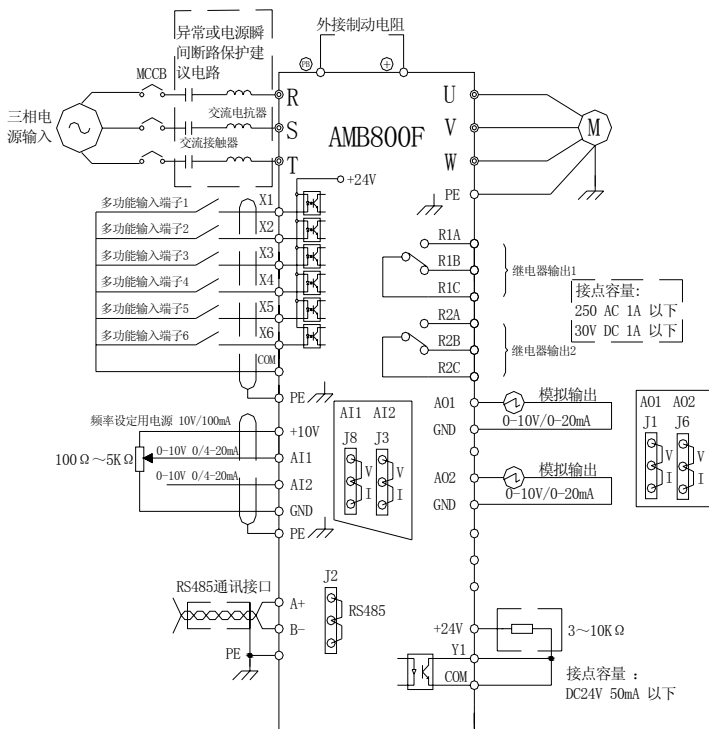 异常或电源瞬
间断路保护建
议电路
外接制动电阻
PB
+
MCCB
三相电
源输入
交流电抗器
交流接触器
R
S
T
AMB800F
U
V
W
PE
M
+24V
多功能输入端子1
X1
多功能输入端子2
X2
多功能输入端子3
X3
多功能输入端子4
X4
多功能输入端子5
X5
多功能输入端子6
X6
COM
PE
R1A
R1B
R1C
继电器输出1
R2A
R2B
R2C
继电器输出2
接点容量:
250 AC 1A 以下
30V DC 1A 以下
频率设定用电源 10V/100mA
+10V
100Ω～5KΩ
0-10V 0/4-20mA
AI1
0-10V 0/4-20mA
AI2
GND
PE
AI1 AI2
J8 J3
V V
I I
AO1
模拟输出
GND
0-10V/0-20mA
AO2
模拟输出
GND
0-10V/0-20mA
AO1 AO2
J1 J6
V V
I I
RS485通讯接口
A+
B-
PE
J2
RS485
+24V
3～10KΩ
Y1
COM
接点容量 :
DC24V 50mA 以下